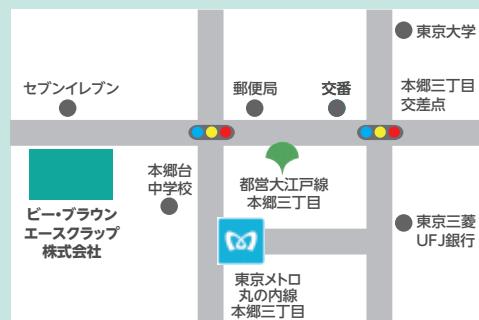 東京大学
セブンイレブン
郵便局
交番
本郷三丁目
交差点
本郷台
中学校
都営大江戸線
本郷三丁目
ビー・ブラウン
エースクラップ
株式会社
東京三菱
UFJ銀行
東京メトロ
丸の内線
本郷三丁目